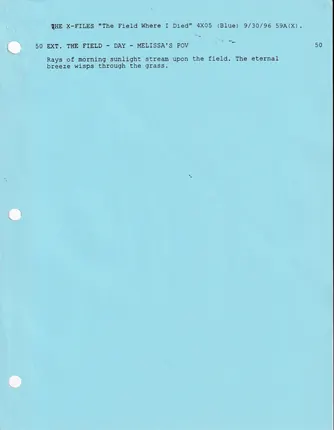 THE X-FILES "The Field Where I Died" 4X05 (Blue) 9/30/96 59A(X).
50 EXT. THE FIELD - DAY - MELISSA'S POV 50
Rays of morning sunlight stream upon the field. The eternal
breeze wisps through the grass.